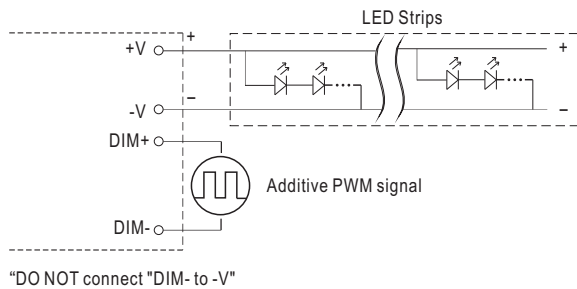 LED Strips
+V
+
+
-V
−
−
DIM+
Additive PWM signal
DIM-
“DO NOT connect "DIM- to -V"